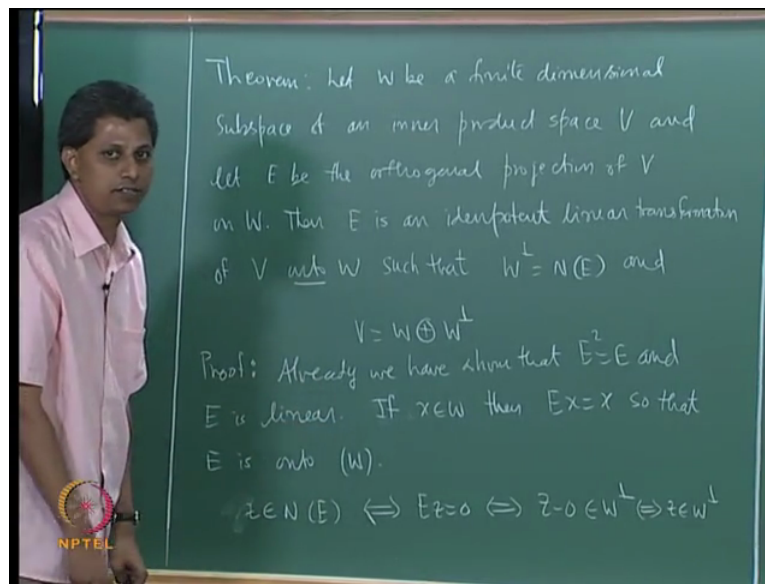 Theorem: Let W be a finite dimensional
Subspace of an inner product space V and
let E be the orthogonal projection of V
on W. Then E is an idempotent linear transformation
of V onto W such that W⊥ = N(E) and
V = W ⊕ W⊥
Proof: Already we have shown that E² = E and
E is linear. If x ∈ W then Ex = x so that
E is onto (W).
z ∈ N(E) ⟺ Ez = 0 ⟺ z - 0 ∈ W⊥ ⟺ z ∈ W⊥
NPTEL